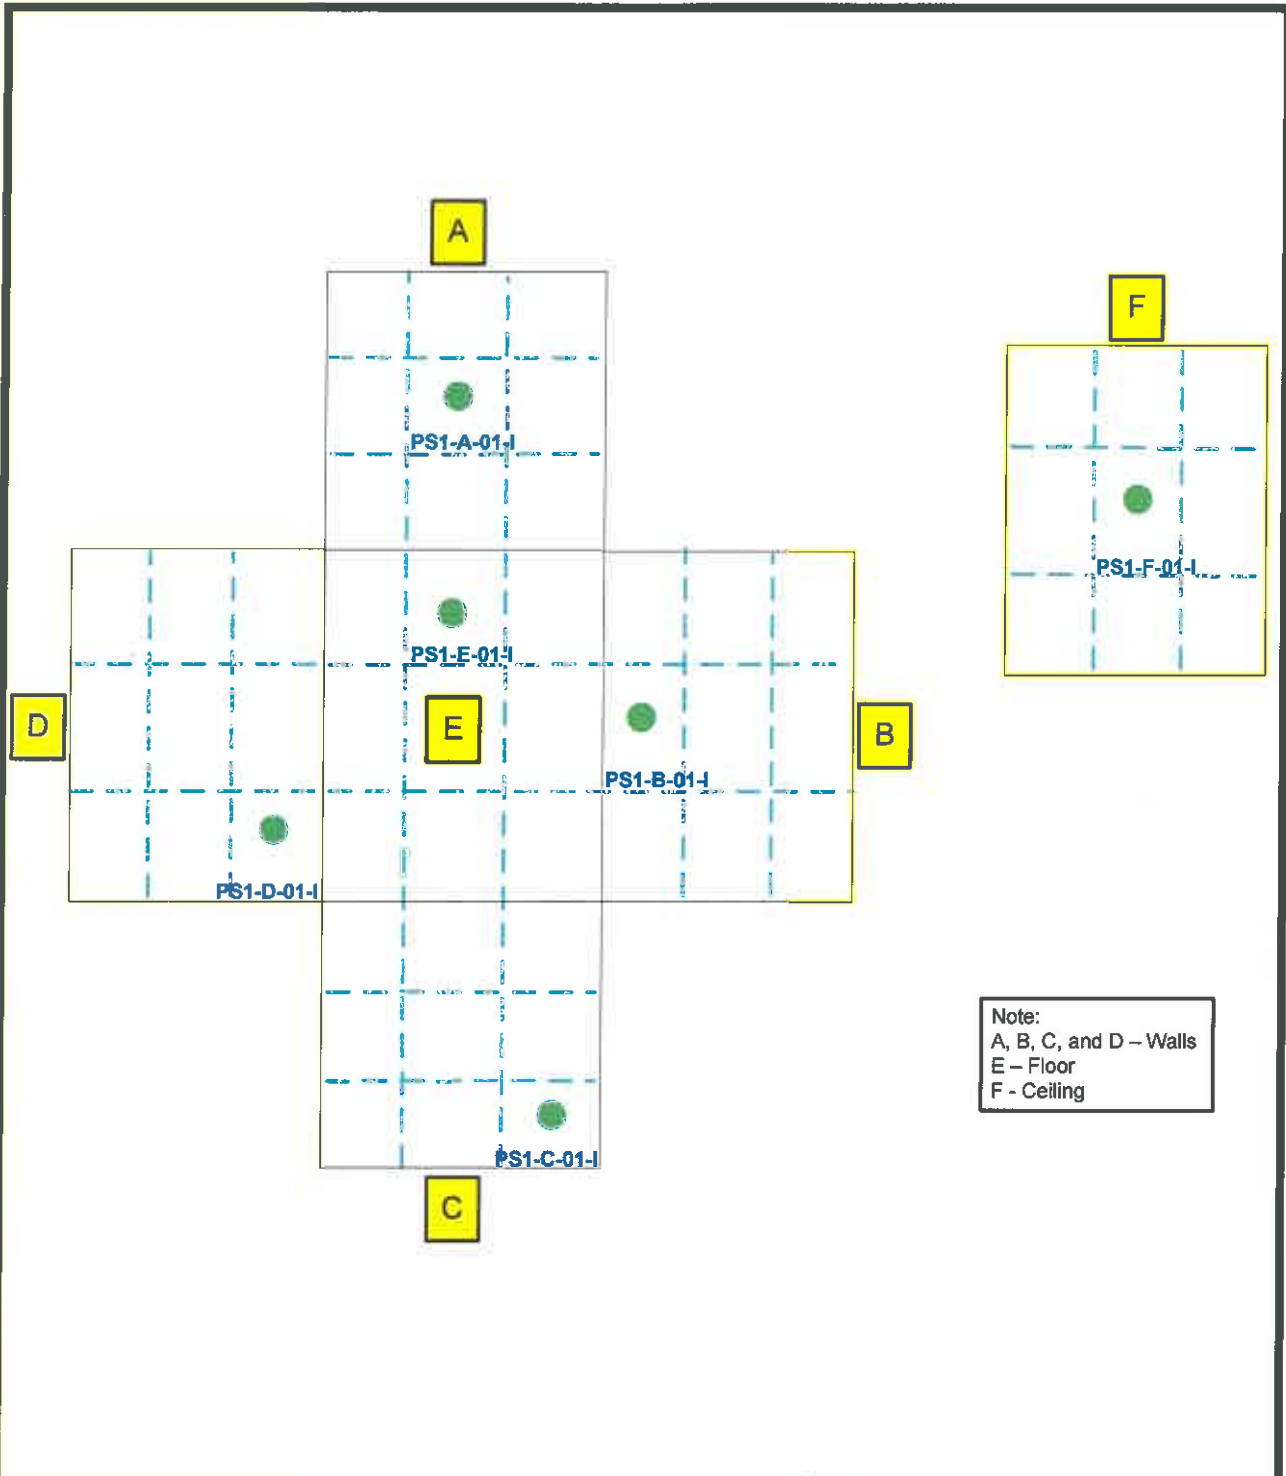 A
F
PS1-A-01-I
PS1-F-01-I
PS1-E-01-I
D
E
B
PS1-B-01-I
PS1-D-01-I
Note:
A, B, C, and D – Walls
E – Floor
F - Ceiling
PS1-C-01-I
C